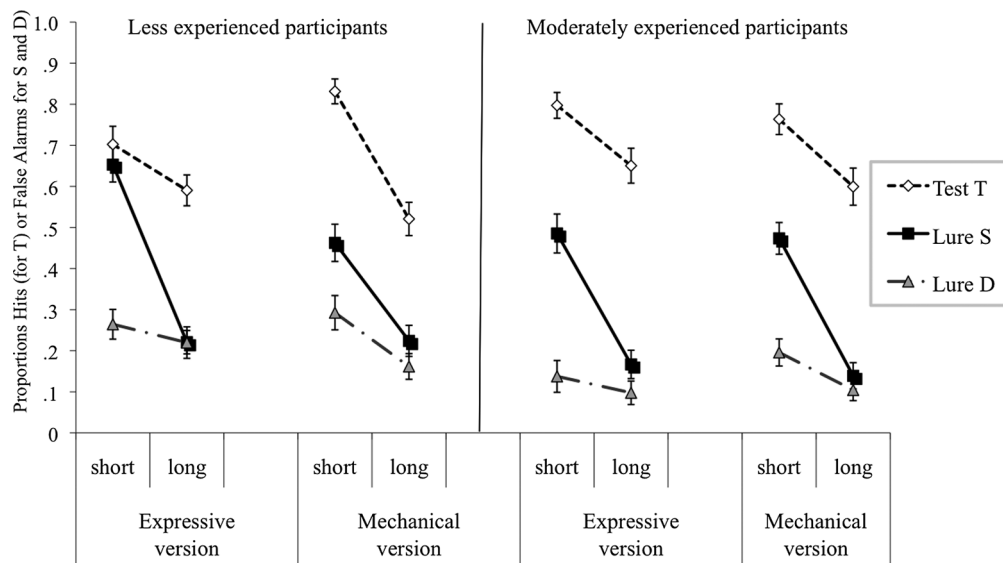 Less experienced participants
Moderately experienced participants
Proportions Hits (for T) or False Alarms for S and D)
1.0
.9
.8
.7
.6
.5
.4
.3
.2
.1
0
Test T
Lure S
Lure D
short long short long short long short long
Expressive Mechanical Expressive Mechanical
version version version version